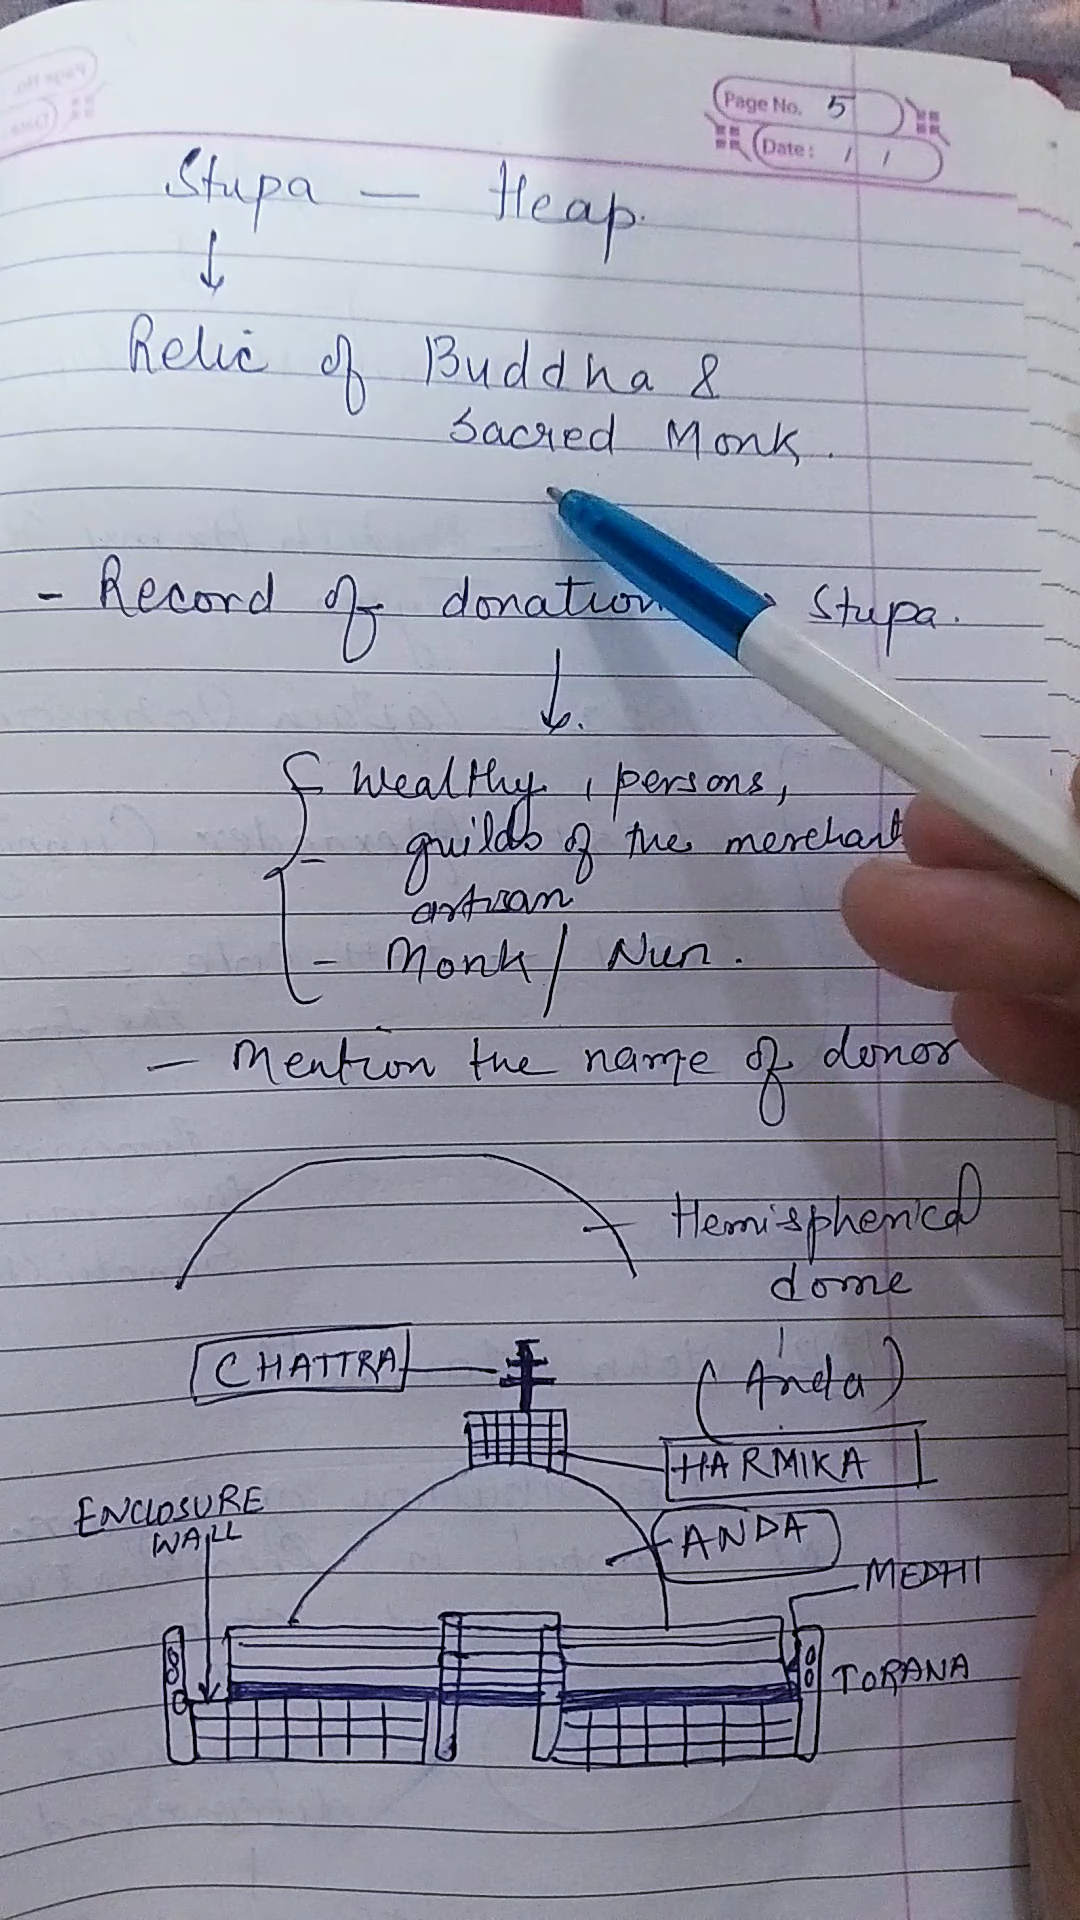 Page No. 5
Date: / /
Stupa — Heap.
↓
Relic of Buddha &
Sacred Monk.
- Record of donation → Stupa.
↓
Wealthy, persons,
- guilds of the merchant
artisan
- Monk / Nun.
— Mention the name of donor
Hemispherical
dome
CHATTRA
(Anda)
HARMIKA
ENCLOSURE
WALL
ANDA
MEDHI
TORANA